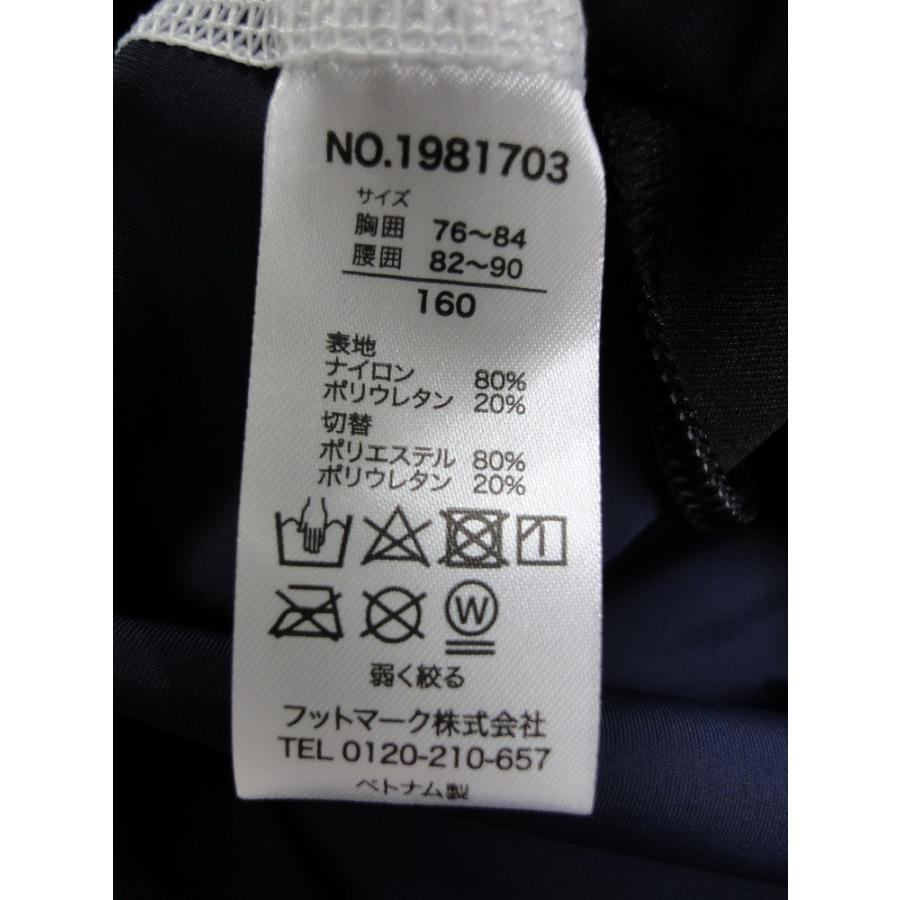 NO.1981703
サイズ
胸囲 76～84
腰囲 82～90
160
表地
ナイロン 80%
ポリウレタン 20%
切替
ポリエステル 80%
ポリウレタン 20%
W
弱く絞る
フットマーク株式会社
TEL 0120-210-657
ベトナム製